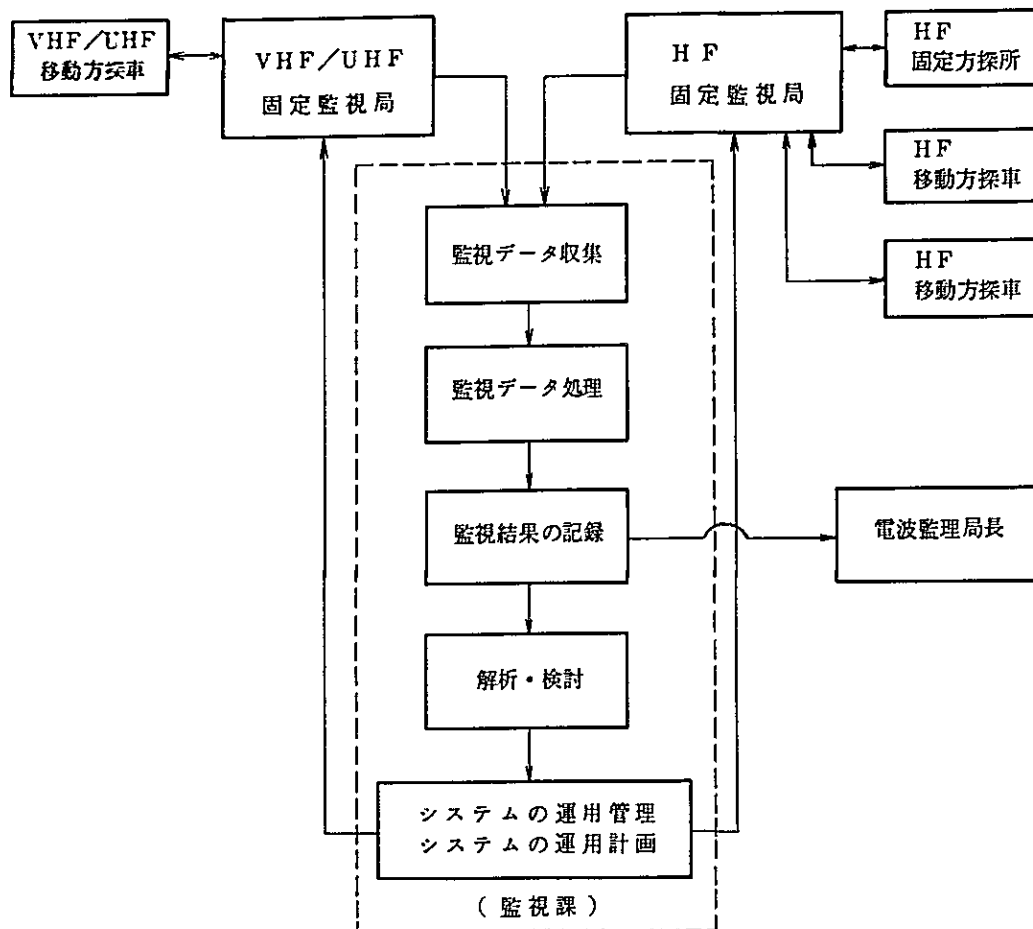 VHF/UHF
移動方探車
VHF/UHF
固定監視局
HF
固定監視局
HF
固定方探所
HF
移動方探車
HF
移動方探車
監視データ収集
監視データ処理
監視結果の記録
電波監理局長
解析・検討
システムの運用管理
システムの運用計画
(監視課)